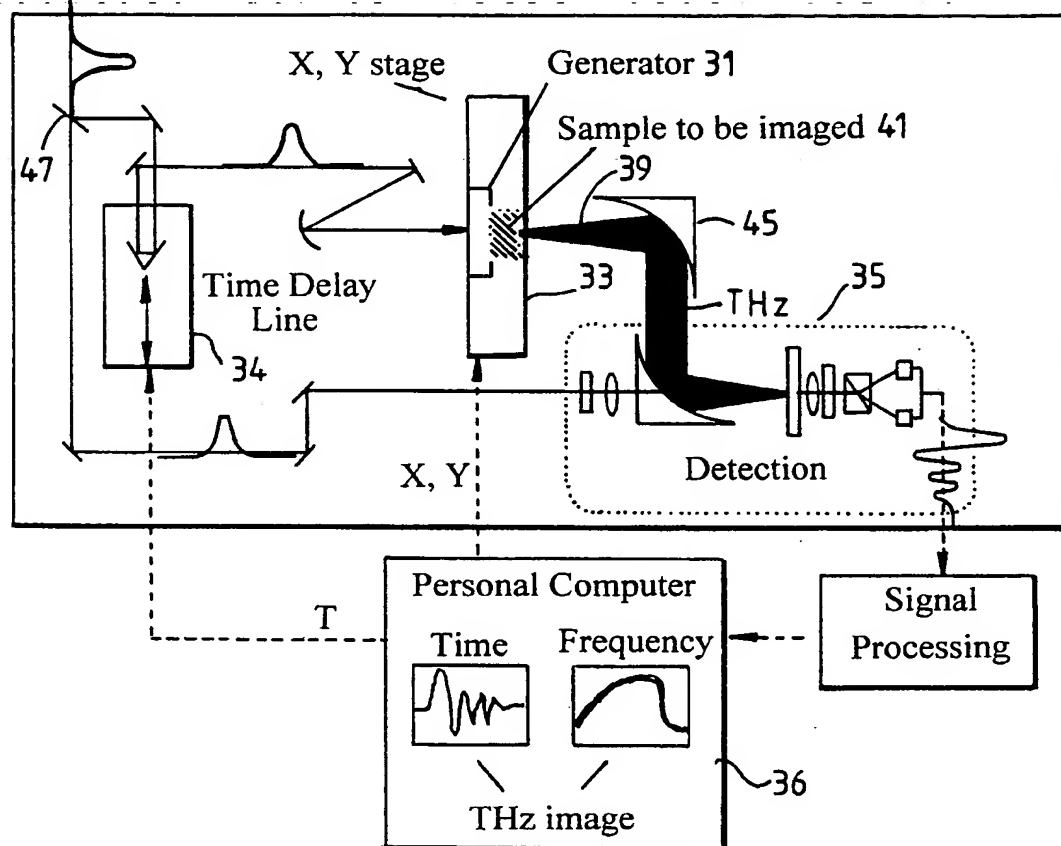 X, Y stage
Generator 31
Sample to be imaged 41
47
39
45
33
35
THz
Time Delay
Line
34
X, Y
Detection
T
Personal Computer
Time
Frequency
THz image
36
Signal
Processing